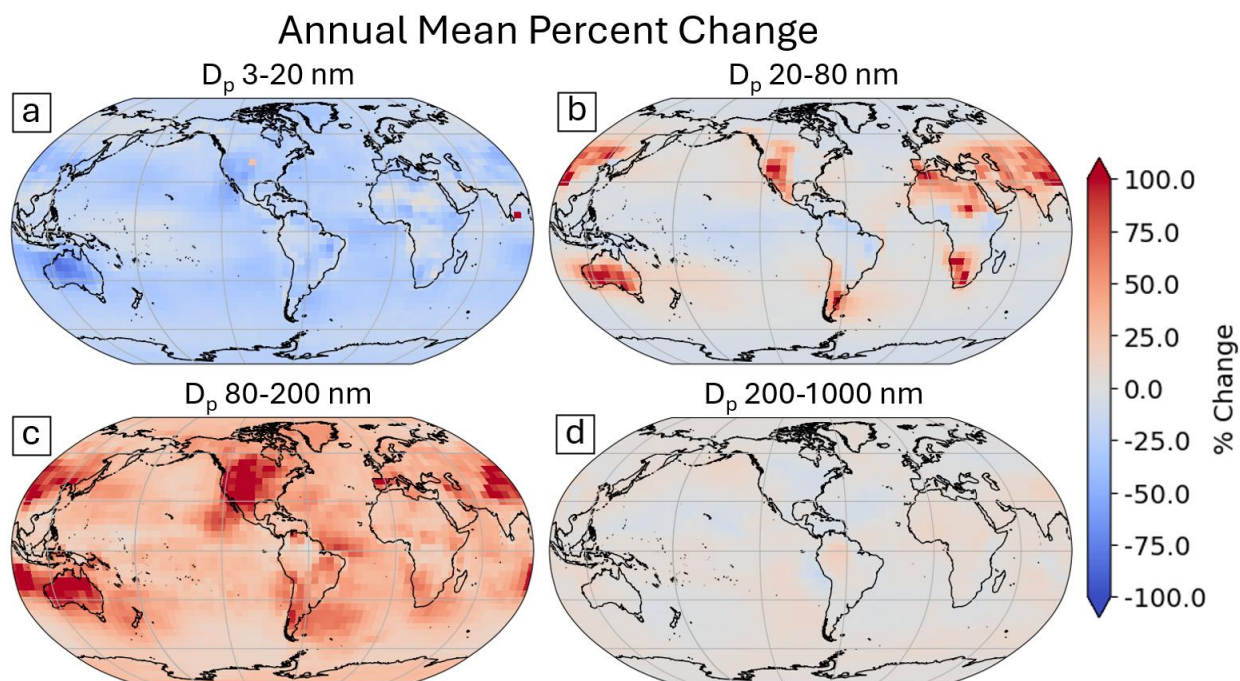 Annual Mean Percent Change
Dₚ 3-20 nm
Dₚ 20-80 nm
a
b
Dₚ 80-200 nm
Dₚ 200-1000 nm
c
d
100.0
75.0
50.0
25.0
0.0
-25.0
-50.0
-75.0
-100.0
% Change